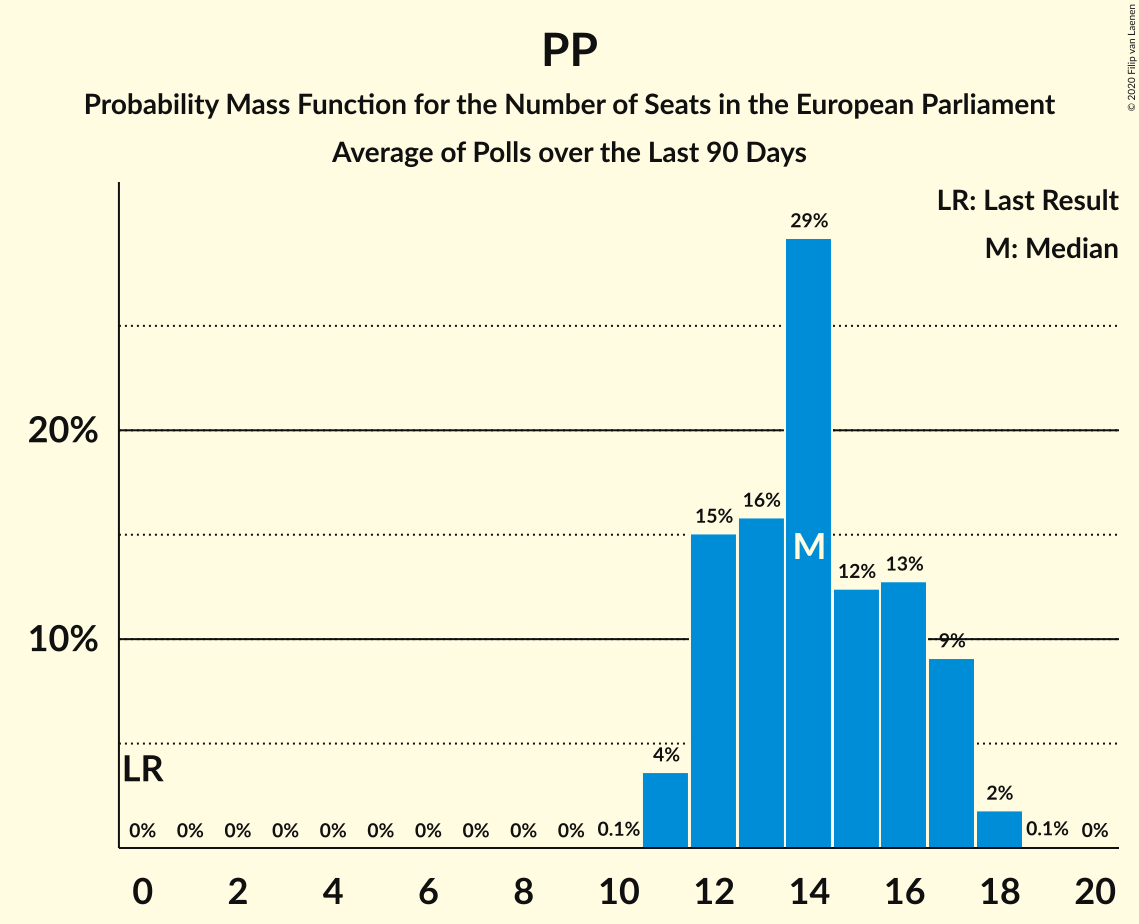 PP
Probability Mass Function for the Number of Seats in the European Parliament
Average of Polls over the Last 90 Days
© 2020 Filip van Laenen
LR: Last Result
M: Median
29%
20%
16%
15%
M
13%
12%
10%
9%
4%
LR
2%
0% 0% 0% 0% 0% 0% 0% 0% 0% 0% 0.1% 0.1% 0%
0 2 4 6 8 10 12 14 16 18 20